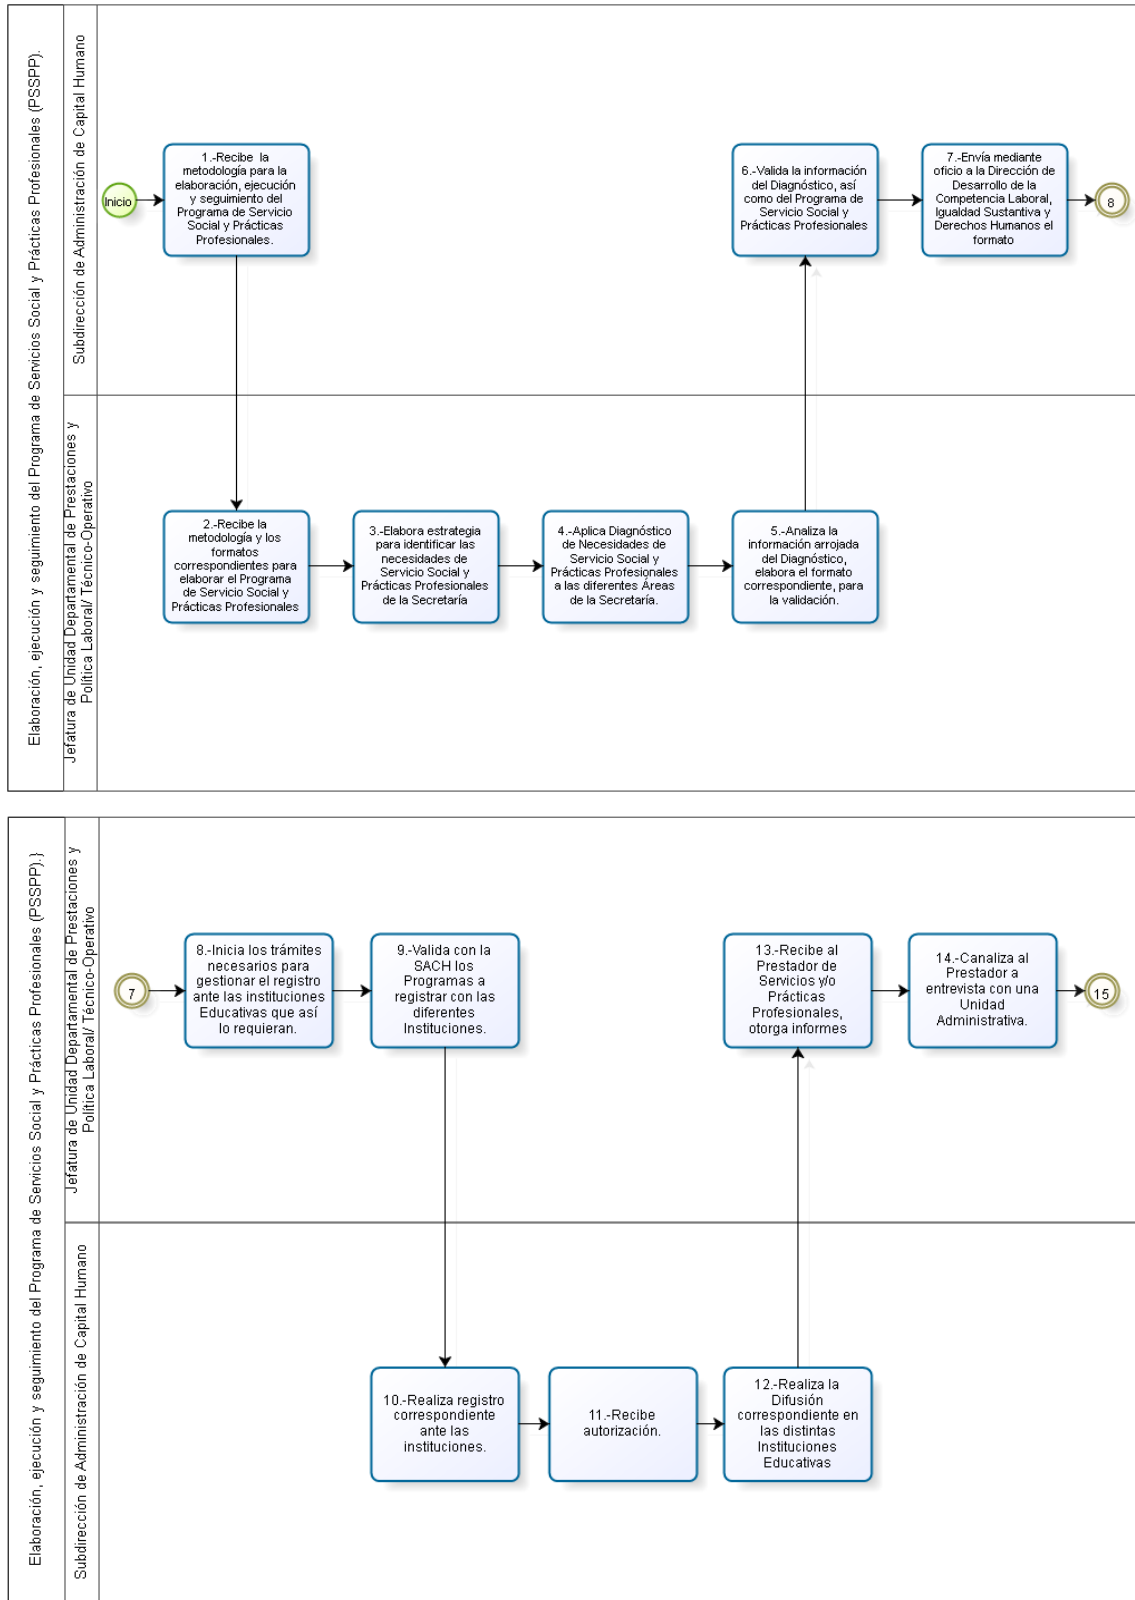 Elaboración, ejecución y seguimiento del Programa de Servicios Social y Prácticas Profesionales (PSSPP).
Subdirección de Administración de Capital Humano
Inicio
1.-Recibe la
metodología para la
elaboración, ejecución
y seguimiento del
Programa de Servicio
Social y Prácticas
Profesionales.
6.-Valida la información
del Diagnóstico, así
como del Programa de
Servicio Social y
Prácticas Profesionales
7.-Envía mediante
oficio a la Dirección de
Desarrollo de la
Competencia Laboral,
Igualdad Sustantiva y
Derechos Humanos el
formato
8
Jefatura de Unidad Departamental de Prestaciones y
Política Laboral/ Técnico-Operativo
2.-Recibe la
metodología y los
formatos
correspondientes para
elaborar el Programa
de Servicio Social y
Prácticas Profesionales
3.-Elabora estrategia
para identificar las
necesidades de
Servicio Social y
Prácticas Profesionales
de la Secretaría
4.-Aplica Diagnóstico
de Necesidades de
Servicio Social y
Prácticas Profesionales
a las diferentes Áreas
de la Secretaría.
5.-Analiza la
información arrojada
del Diagnóstico,
elabora el formato
correspondiente, para
la validación.
Elaboración, ejecución y seguimiento del Programa de Servicios Social y Prácticas Profesionales (PSSPP).}
Jefatura de Unidad Departamental de Prestaciones y
Política Laboral/ Técnico-Operativo
7
8.-Inicia los trámites
necesarios para
gestionar el registro
ante las instituciones
Educativas que así
lo requieran.
9.-Valida con la
SACH los
Programas a
registrar con las
diferentes
Instituciones.
13.-Recibe al
Prestador de
Servicios y/o
Prácticas
Profesionales,
otorga informes
14.-Canaliza al
Prestador a
entrevista con una
Unidad
Administrativa.
15
Subdirección de Administración de Capital Humano
10.-Realiza registro
correspondiente
ante las
instituciones.
11.-Recibe
autorización.
12.-Realiza la
Difusión
correspondiente en
las distintas
Instituciones
Educativas